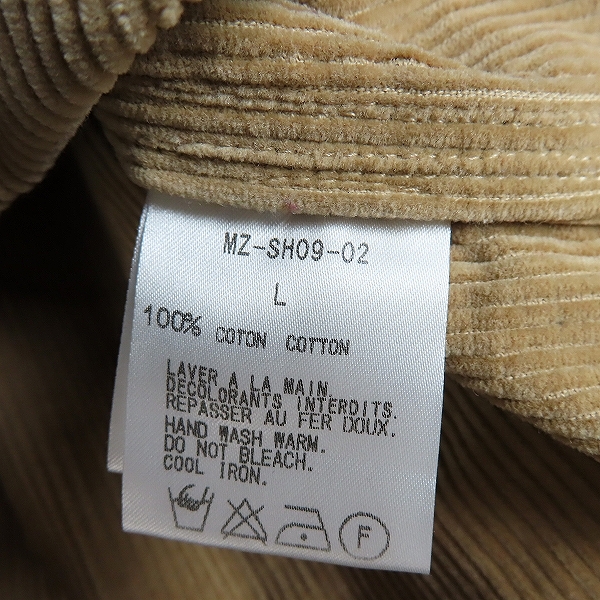 MZ-SH09-02
L
100% COTON COTTON
LAVER A LA MAIN.
DECOLORANTS INTERDITS.
REPASSER AU FER DOUX.
HAND WASH WARM.
DO NOT BLEACH.
COOL IRON.
F